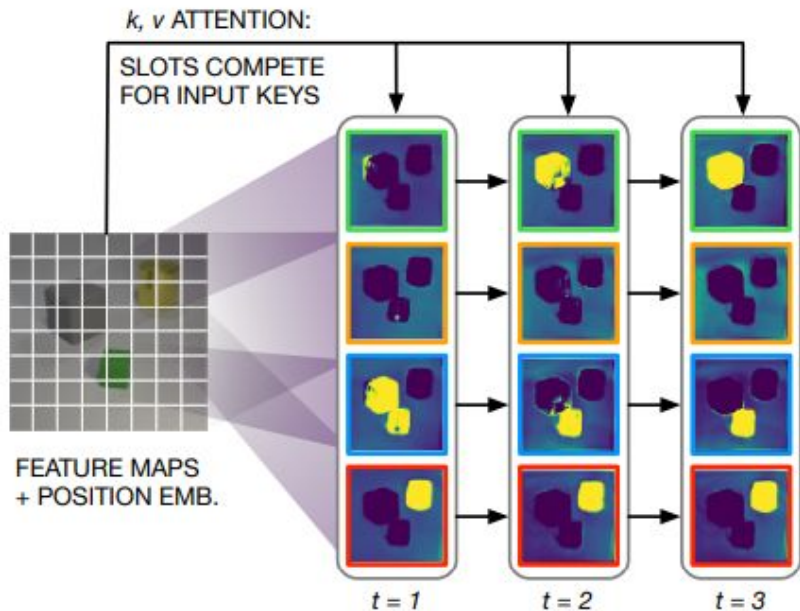 k, v ATTENTION:
SLOTS COMPETE
FOR INPUT KEYS
FEATURE MAPS
+ POSITION EMB.
t = 1
t = 2
t = 3